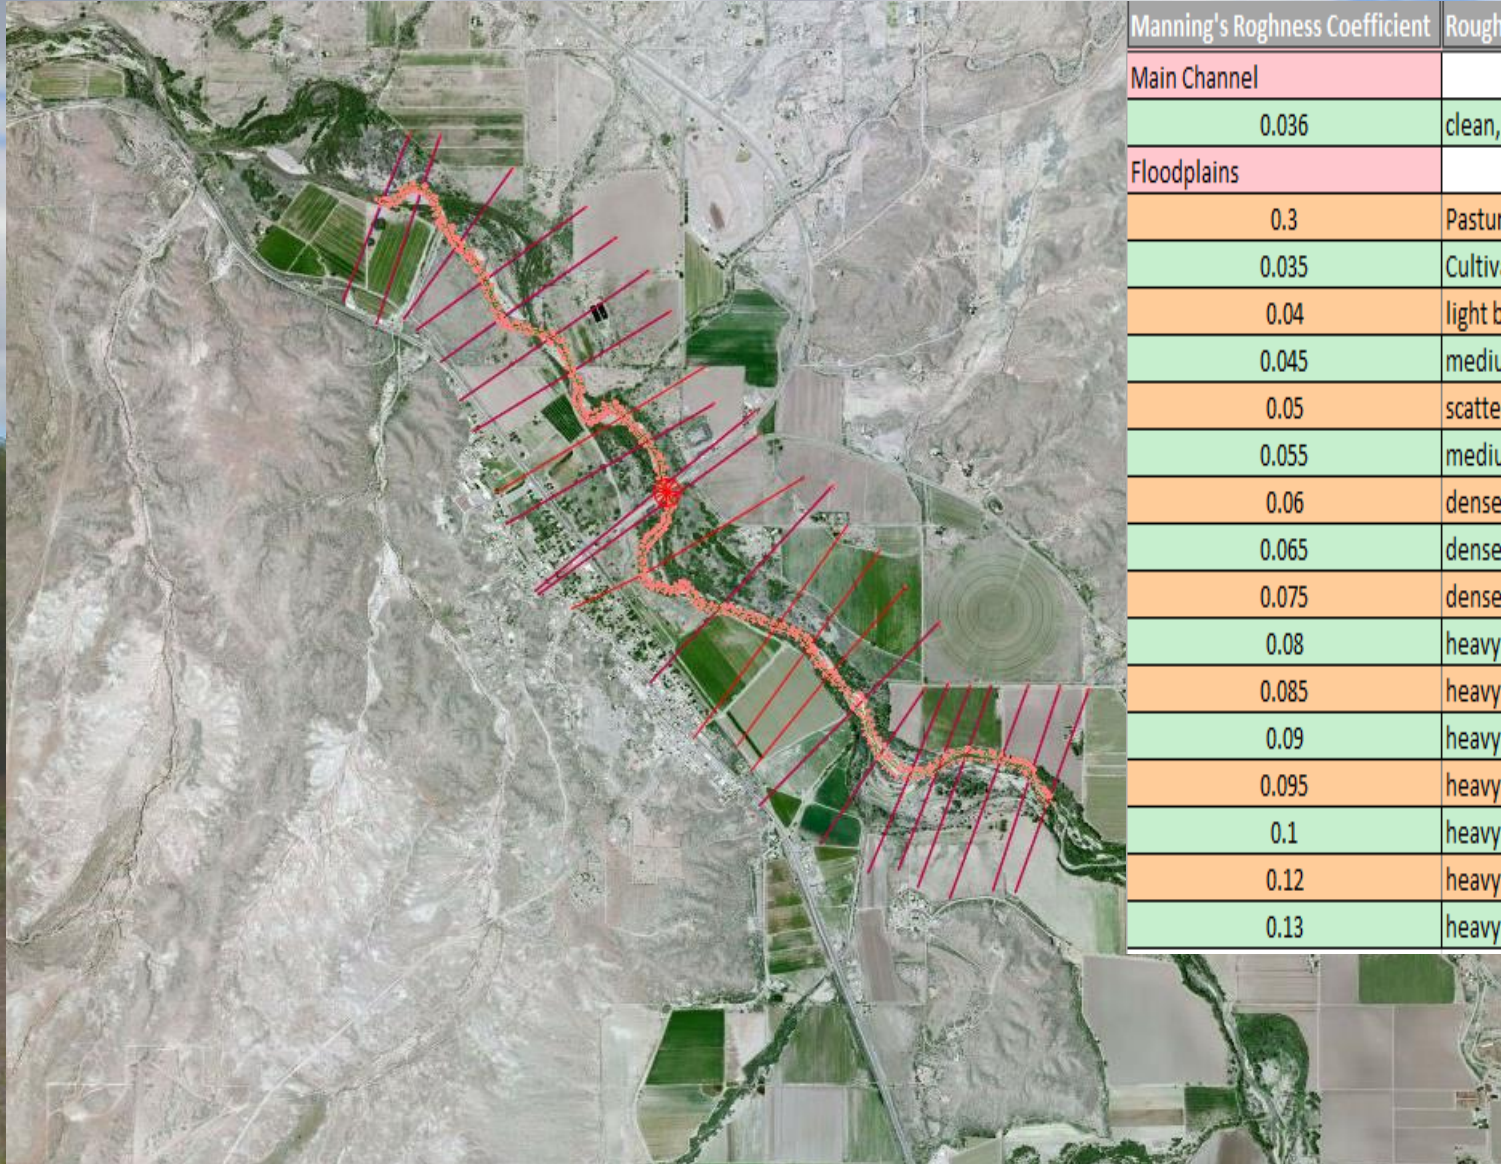 Manning's Roghness Coefficient Rough
Main Channel
0.036 clean,
Floodplains
0.3 Pastur
0.035 Cultiv
0.04 light b
0.045 mediu
0.05 scatte
0.055 mediu
0.06 dense
0.065 dense
0.075 dense
0.08 heavy
0.085 heavy
0.09 heavy
0.095 heavy
0.1 heavy
0.12 heavy
0.13 heavy